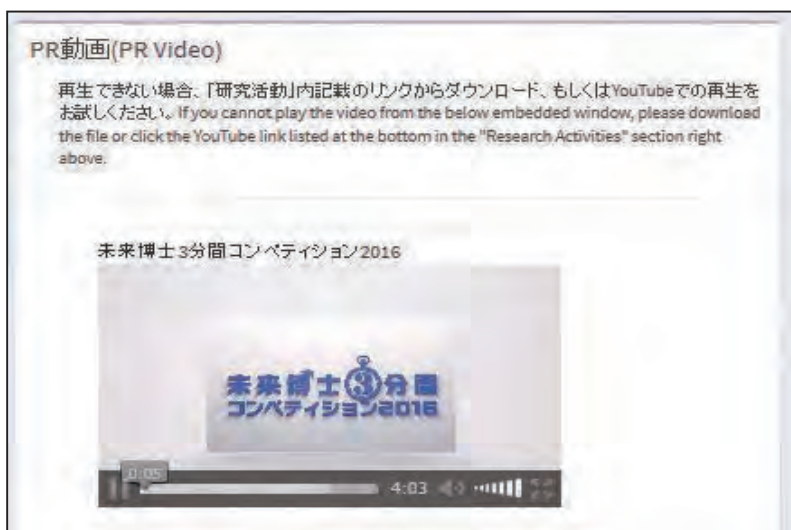 PR動画(PR Video)
再生できない場合、「研究活動」内記載のリンクからダウンロード、もしくはYouTubeでの再生を
お試しください。If you cannot play the video from the below embedded window, please download
the file or click the YouTube link listed at the bottom in the "Research Activities" section right
above.
未来博士3分間コンペティション2016
未来博士3分間
コンペティション2016
0:05
4:03